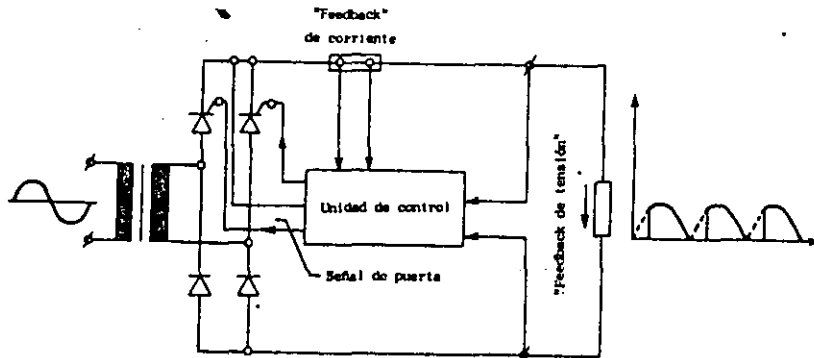 "Feedback"
de corriente
Unidad de control
"Feedback de tensión"
Señal de puerta